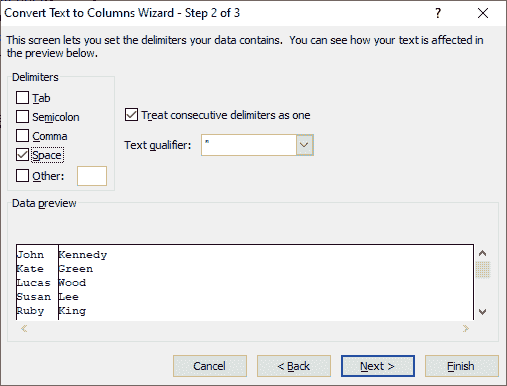 Convert Text to Columns Wizard - Step 2 of 3
This screen lets you set the delimiters your data contains. You can see how your text is affected in
the preview below.
Delimiters
Tab
Semicolon
Comma
Space
Other:
Treat consecutive delimiters as one
Text qualifier: "
Data preview
John Kennedy
Kate Green
Lucas Wood
Susan Lee
Ruby King
Cancel < Back Next > Finish